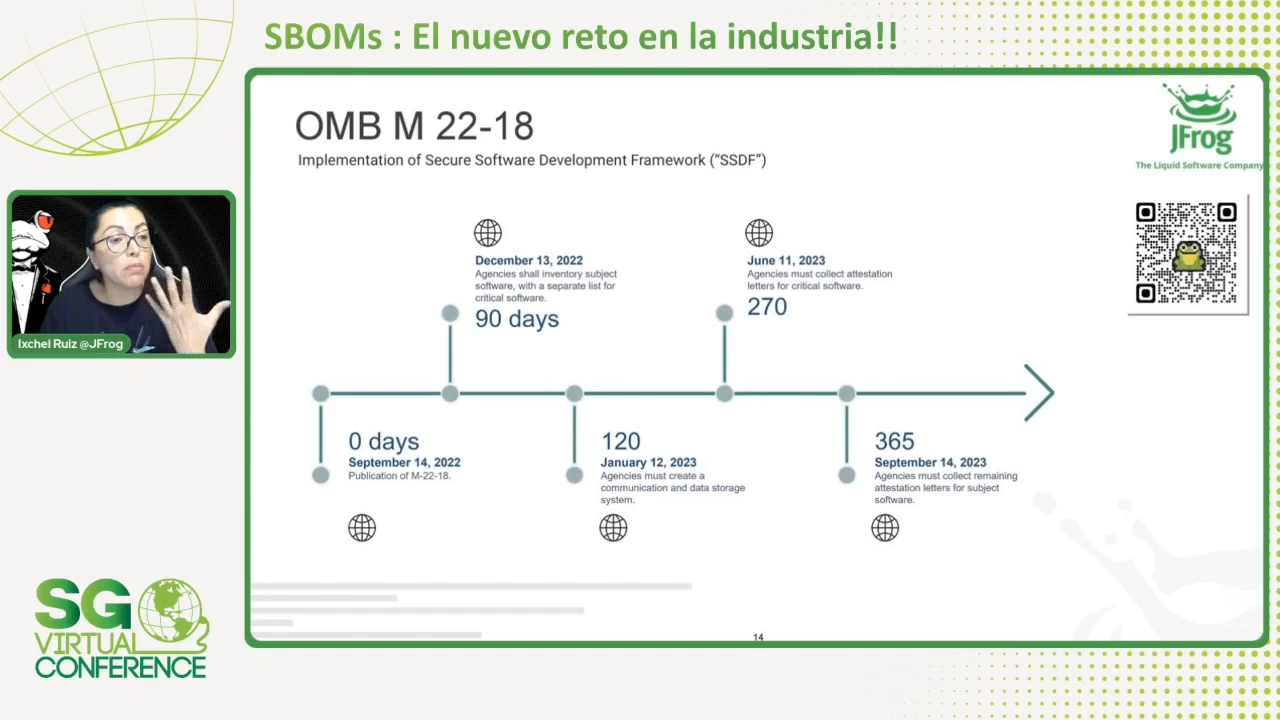 SBOMs : El nuevo reto en la industria!!
OMB M 22-18
Implementation of Secure Software Development Framework (“SSDF”)
JFrog
The Liquid Software Company
December 13, 2022
Agencies shall inventory subject
software, with a separate list for
critical software.
90 days
June 11, 2023
Agencies must collect attestation
letters for critical software.
270
Ixchel Ruiz @JFrog
0 days
September 14, 2022
Publication of M-22-18.
120
January 12, 2023
Agencies must create a
communication and data storage
system.
365
September 14, 2023
Agencies must collect remaining
attestation letters for subject
software.
SG
VIRTUAL
CONFERENCE
14